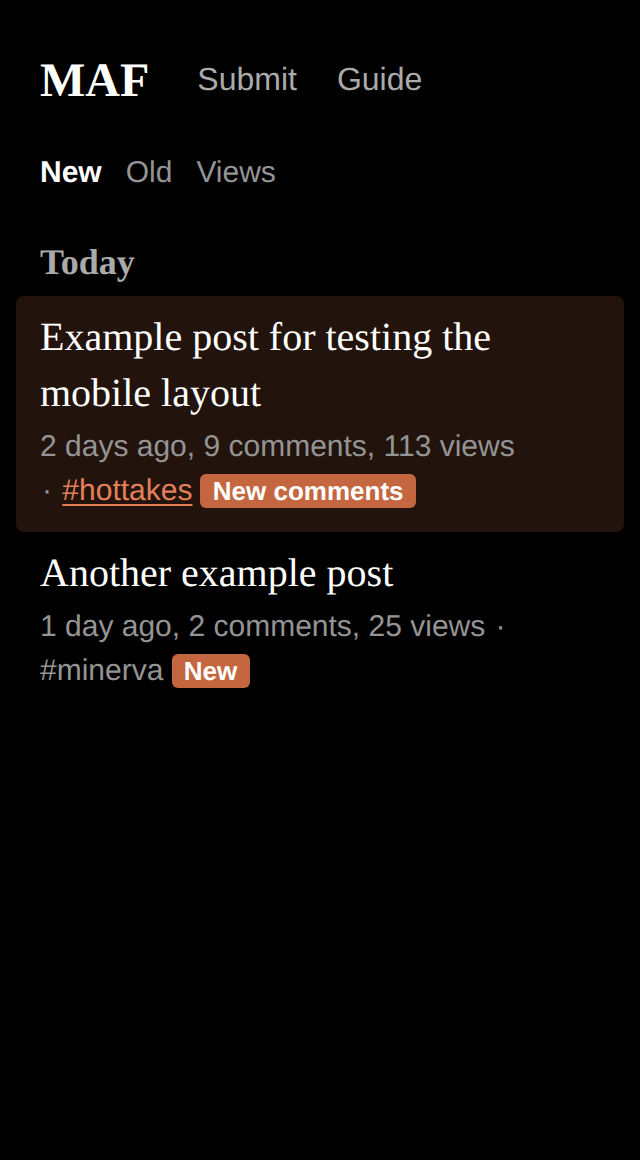 MAF Submit Guide
New Old Views
Today
Example post for testing the
mobile layout
2 days ago, 9 comments, 113 views
· #hottakes New comments
Another example post
1 day ago, 2 comments, 25 views ·
#minerva New